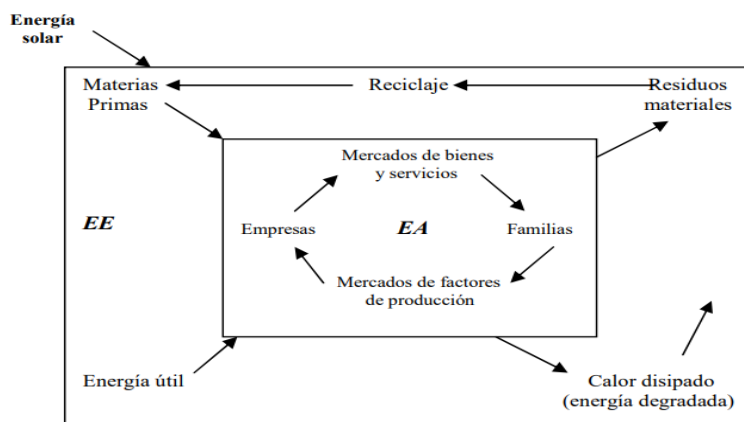 Energía
solar
Materias
Primas
Reciclaje
Residuos
materiales
Mercados de bienes
y servicios
EE
Empresas
EA
Familias
Mercados de factores
de producción
Energía útil
Calor disipado
(energía degradada)